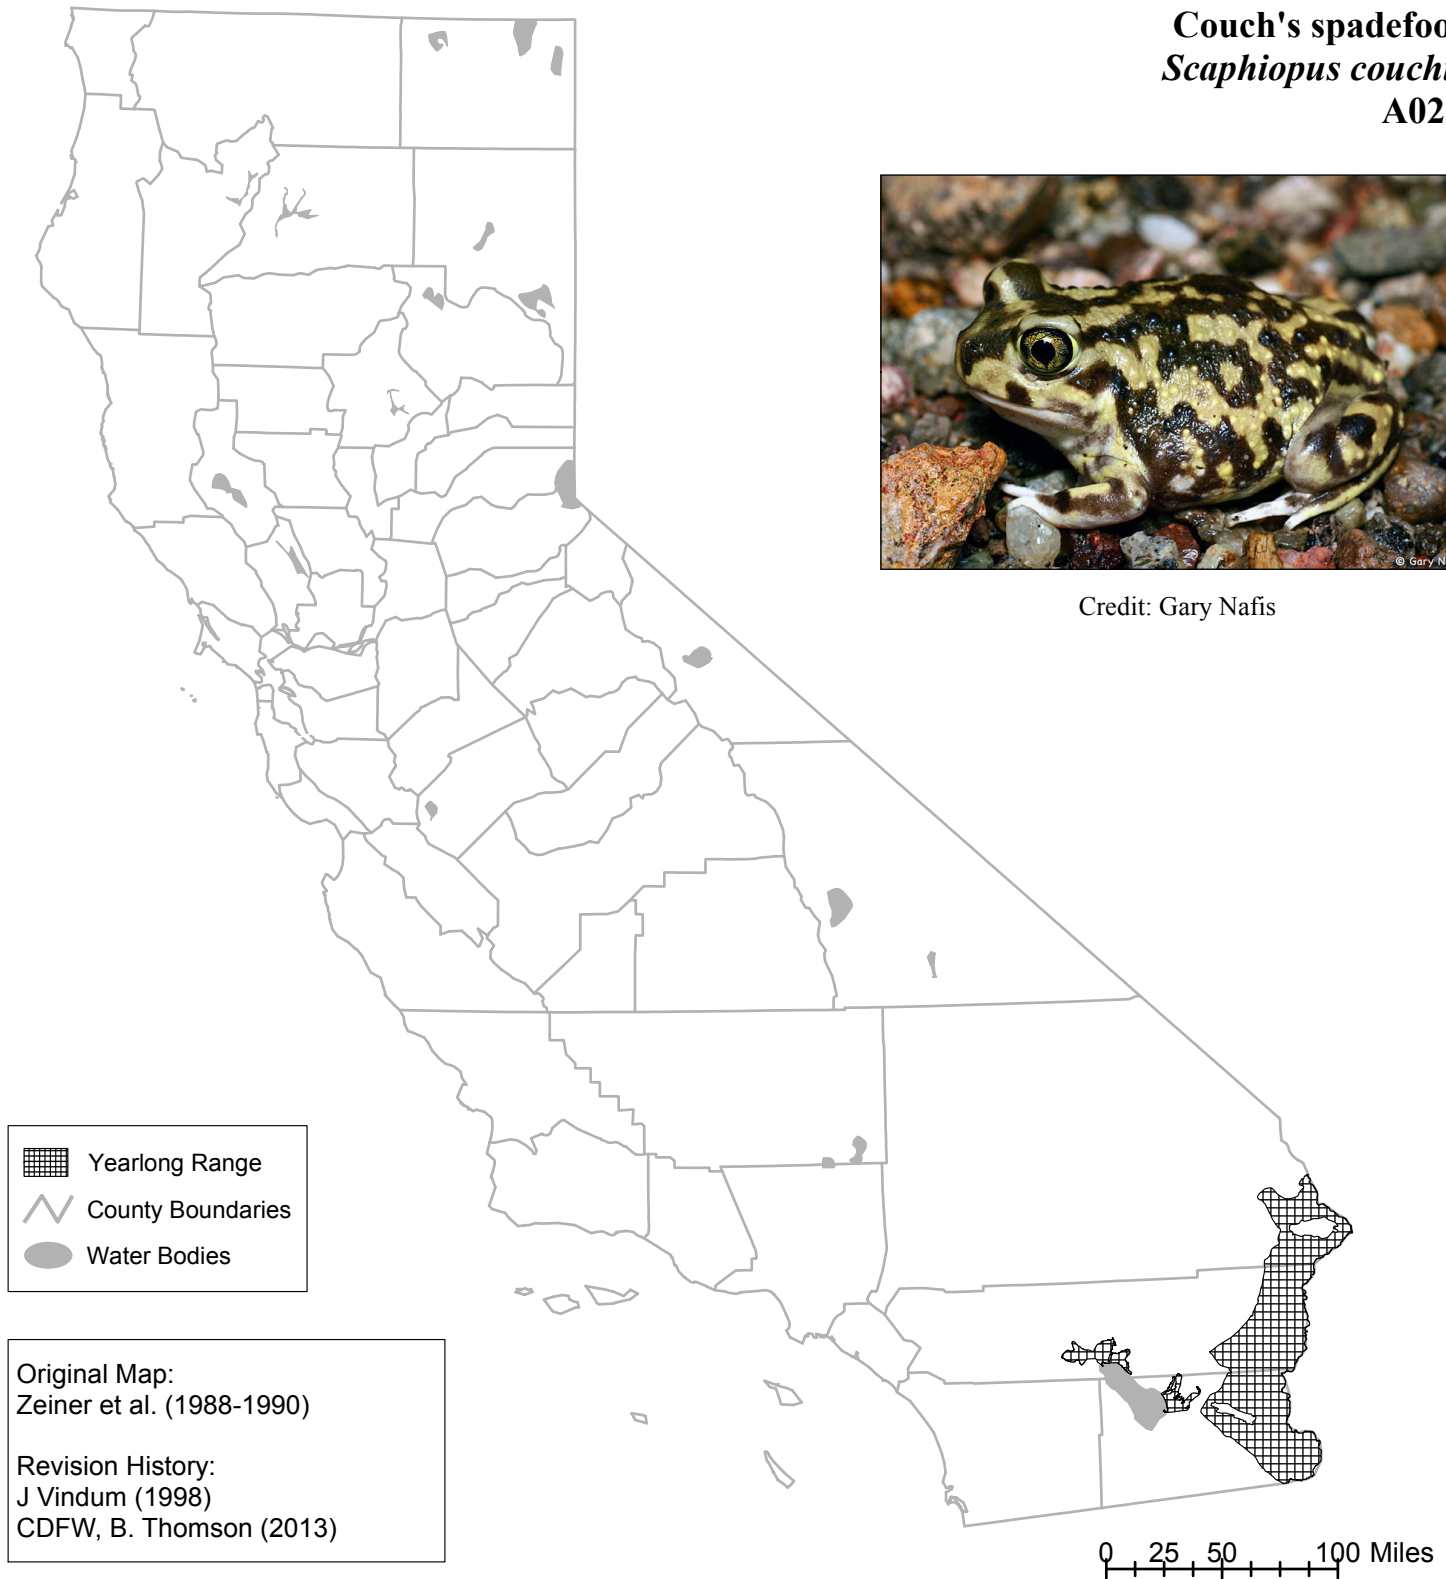 Couch's spadefoo
Scaphiopus couchi
A02
© Gary N
Credit: Gary Nafis
Yearlong Range
County Boundaries
Water Bodies
Original Map:
Zeiner et al. (1988-1990)
Revision History:
J Vindum (1998)
CDFW, B. Thomson (2013)
0 25 50 100 Miles